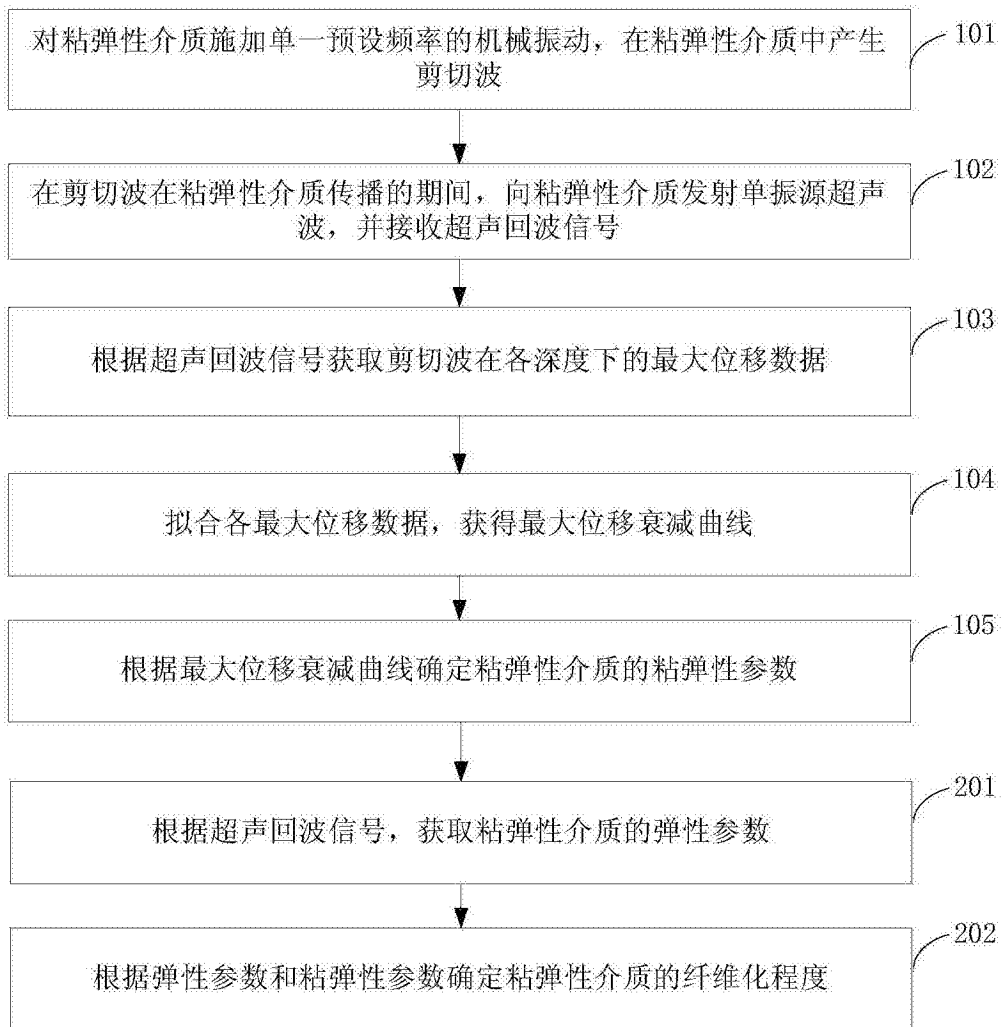 对粘弹性介质施加单一预设频率的机械振动，在粘弹性介质中产生
剪切波
101
在剪切波在粘弹性介质传播的期间，向粘弹性介质发射单振源超声
波，并接收超声回波信号
102
根据超声回波信号获取剪切波在各深度下的最大位移数据
103
拟合各最大位移数据，获得最大位移衰减曲线
104
根据最大位移衰减曲线确定粘弹性介质的粘弹性参数
105
根据超声回波信号，获取粘弹性介质的弹性参数
201
根据弹性参数和粘弹性参数确定粘弹性介质的纤维化程度
202